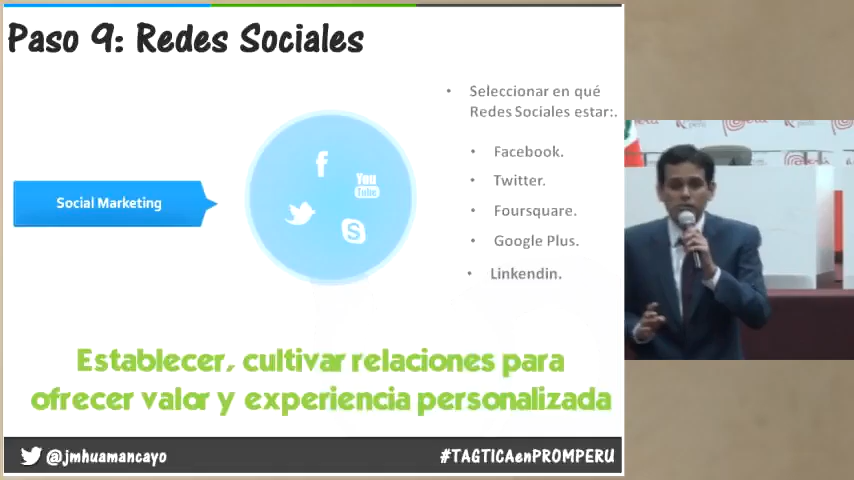 Paso 9: Redes Sociales
• Seleccionar en qué
Redes Sociales estar:.
• Facebook.
• Twitter.
• Foursquare.
• Google Plus.
• Linkendin.
Social Marketing
f
You
Tube
S
Establecer, cultivar relaciones para
ofrecer valor y experiencia personalizada
@jmhuamancayo
#TAGTICAenPROMPERU